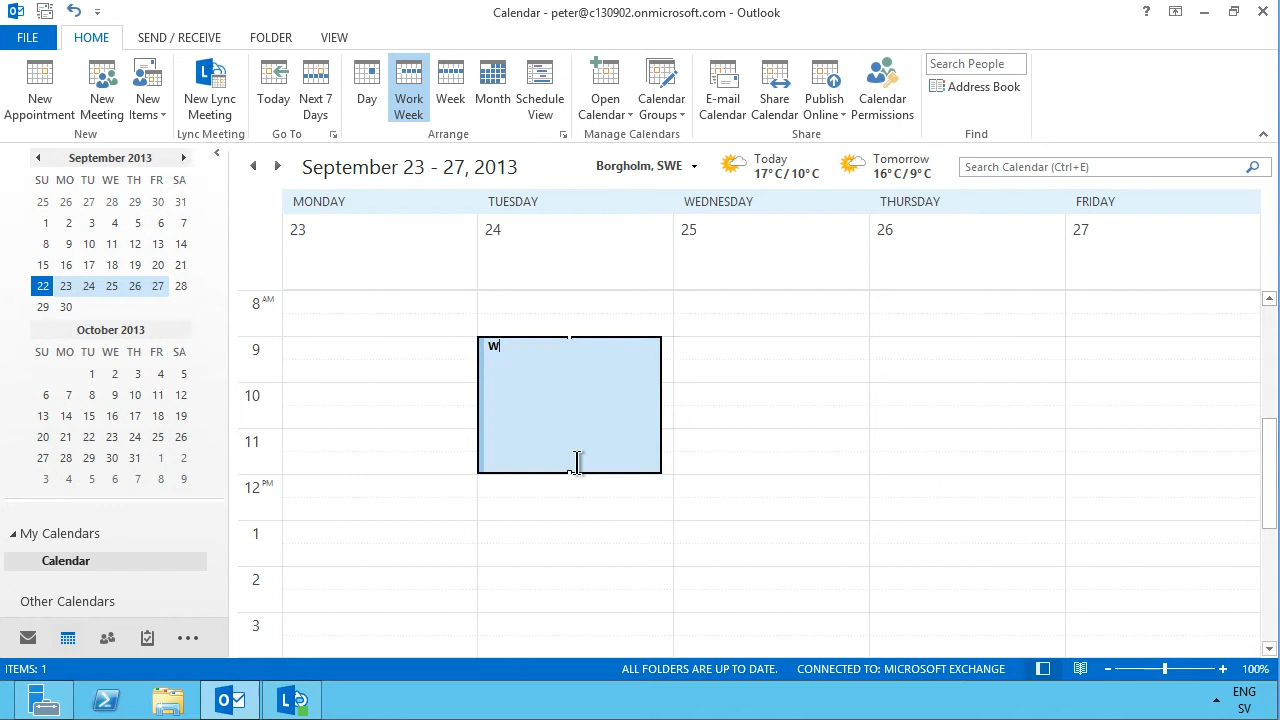 Calendar - peter@c130902.onmicrosoft.com - Outlook
FILE HOME SEND / RECEIVE FOLDER VIEW
New Appointment
New Meeting
New Items
New
New Lync Meeting
Lync Meeting
Today
Next 7 Days
Go To
Day
Work Week
Week
Month
Schedule View
Arrange
Open Calendar
Calendar Groups
Manage Calendars
E-mail Calendar
Share Calendar
Publish Online
Calendar Permissions
Share
Search People
Address Book
Find
September 2013
SU MO TU WE TH FR SA
25 26 27 28 29 30 31
1 2 3 4 5 6 7
8 9 10 11 12 13 14
15 16 17 18 19 20 21
22 23 24 25 26 27 28
29 30
October 2013
SU MO TU WE TH FR SA
1 2 3 4 5
6 7 8 9 10 11 12
13 14 15 16 17 18 19
20 21 22 23 24 25 26
27 28 29 30 31 1 2
3 4 5 6 7 8 9
My Calendars
Calendar
Other Calendars
September 23 - 27, 2013
Borgholm, SWE
Today
17°C/10°C
Tomorrow
16°C/9°C
Search Calendar (Ctrl+E)
MONDAY TUESDAY WEDNESDAY THURSDAY FRIDAY
23 24 25 26 27
8 AM
9
W
10
11
12 PM
1
2
3
ITEMS: 1
ALL FOLDERS ARE UP TO DATE.
CONNECTED TO: MICROSOFT EXCHANGE
100%
ENG
SV